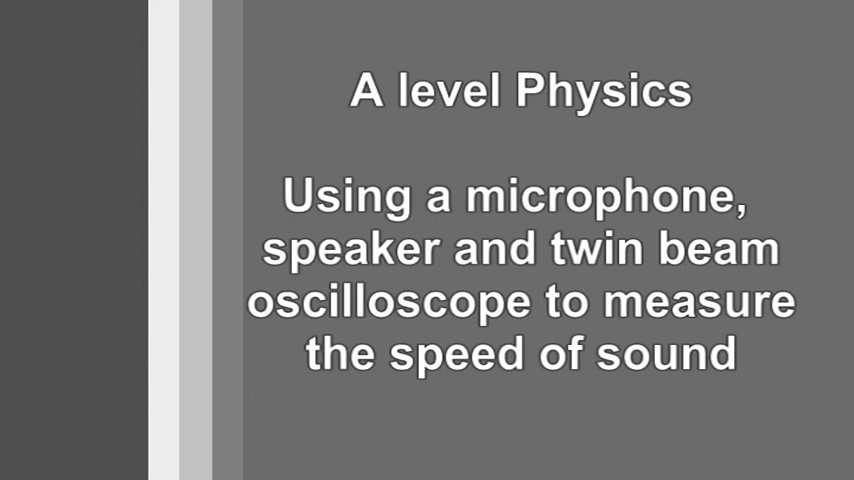 A level Physics
Using a microphone,
speaker and twin beam
oscilloscope to measure
the speed of sound